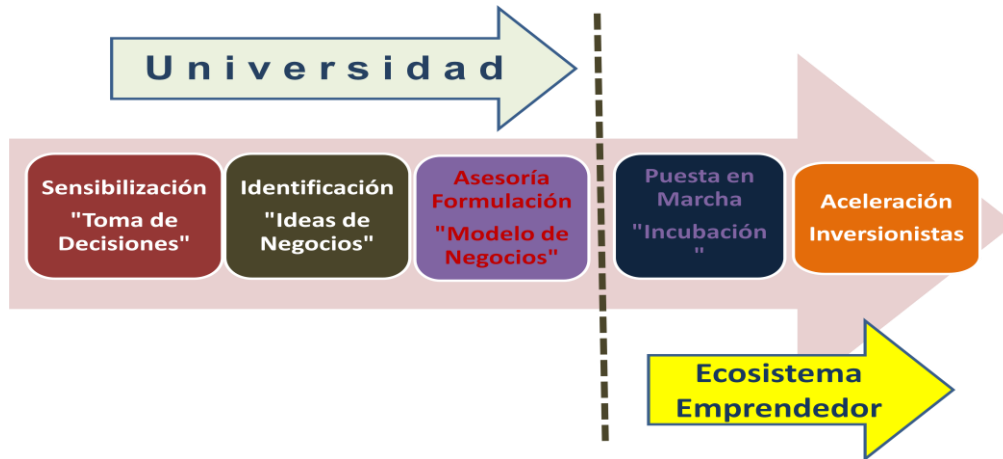 Universidad
Sensibilización
"Toma de
Decisiones"
Identificación
"Ideas de
Negocios"
Asesoría
Formulación
"Modelo de
Negocios"
Puesta en
Marcha
"Incubación
"
Aceleración
Inversionistas
Ecosistema
Emprendedor